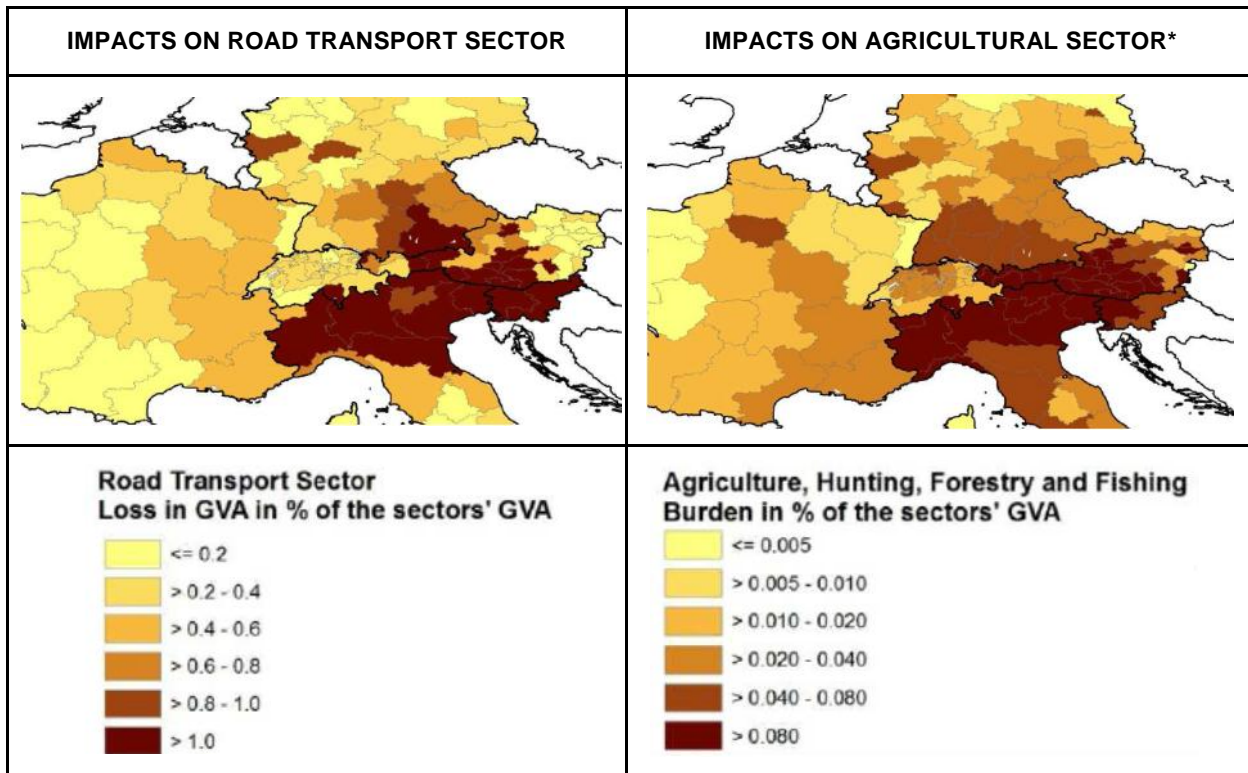 IMPACTS ON ROAD TRANSPORT SECTOR
IMPACTS ON AGRICULTURAL SECTOR*
Road Transport Sector
Loss in GVA in % of the sectors' GVA
<= 0.2
> 0.2 - 0.4
> 0.4 - 0.6
> 0.6 - 0.8
> 0.8 - 1.0
> 1.0
Agriculture, Hunting, Forestry and Fishing
Burden in % of the sectors' GVA
<= 0.005
> 0.005 - 0.010
> 0.010 - 0.020
> 0.020 - 0.040
> 0.040 - 0.080
> 0.080